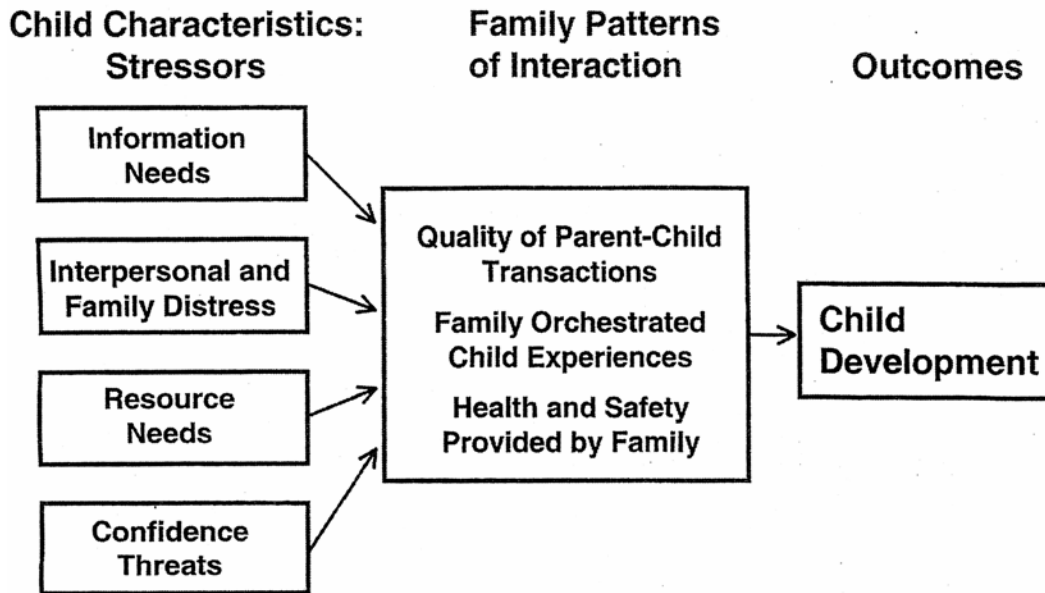 Child Characteristics:
Stressors
Family Patterns
of Interaction
Outcomes
Information
Needs
Interpersonal and
Family Distress
Resource
Needs
Confidence
Threats
Quality of Parent-Child
Transactions
Family Orchestrated
Child Experiences
Health and Safety
Provided by Family
Child
Development